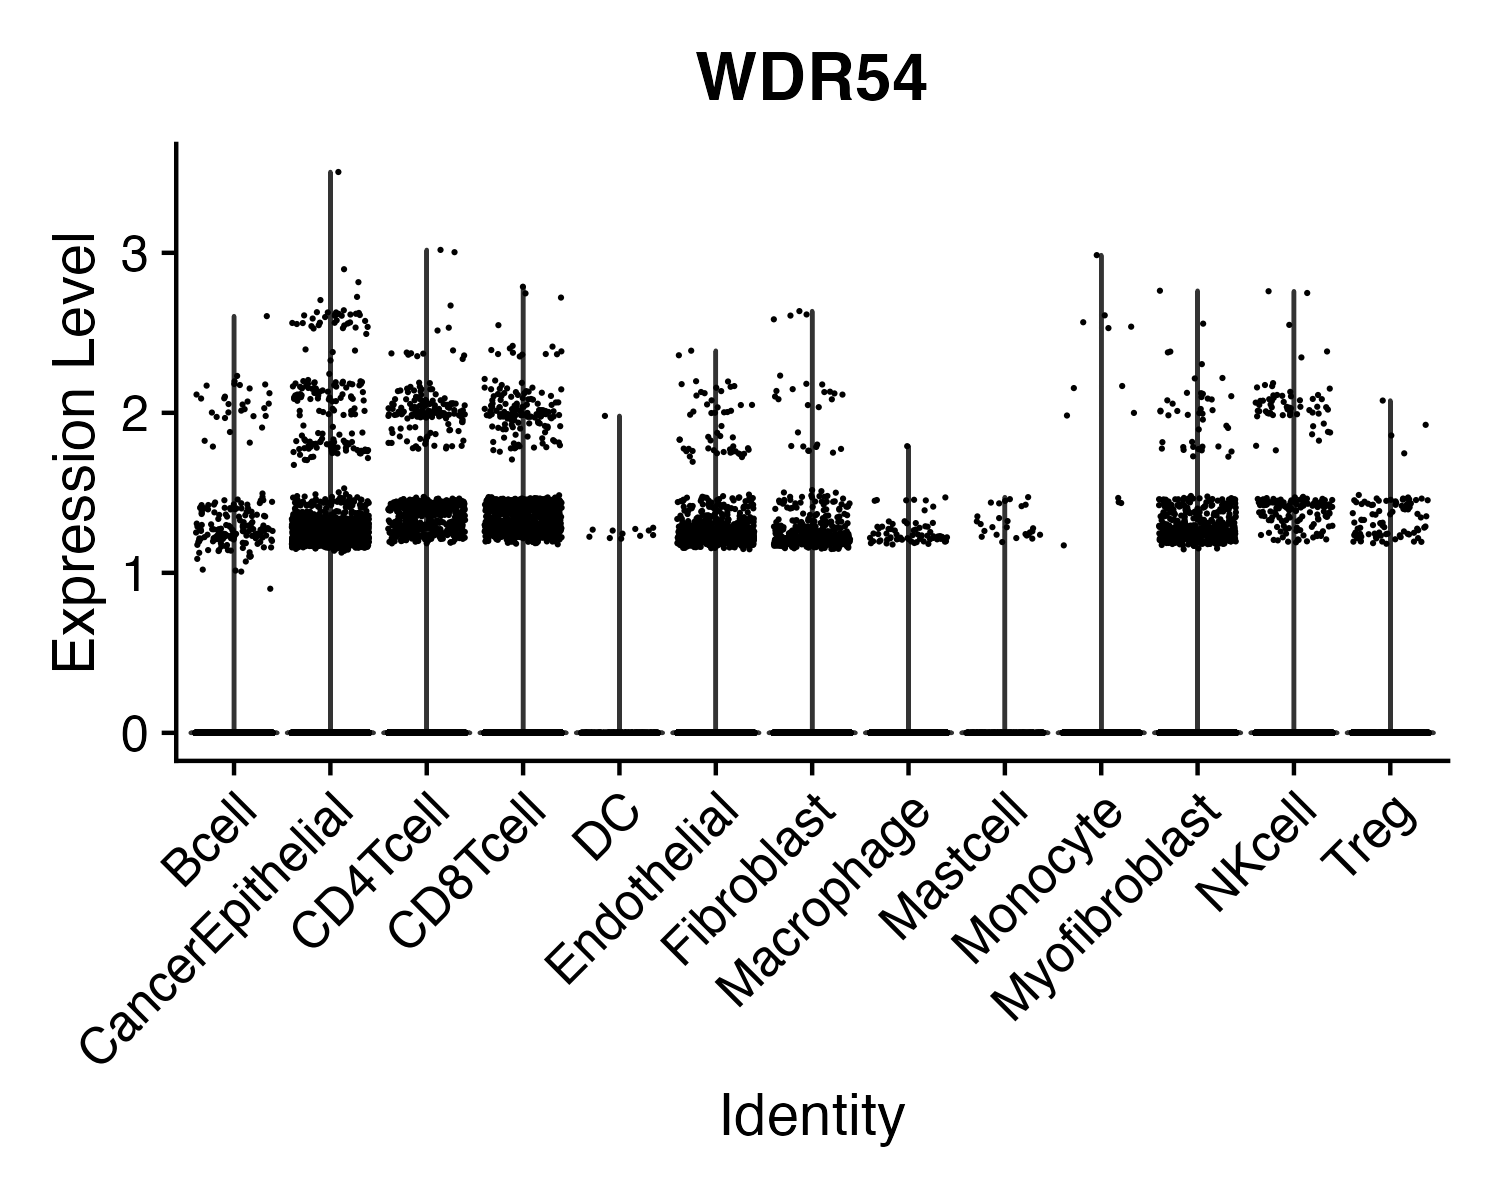 WDR54
Expression Level
3
2
1
0
Bcell
CancerEpithelial
CD4Tcell
CD8Tcell
DC
Endothelial
Fibroblast
Macrophage
Mastcell
Monocyte
Myofibroblast
NKcell
Treg
Identity